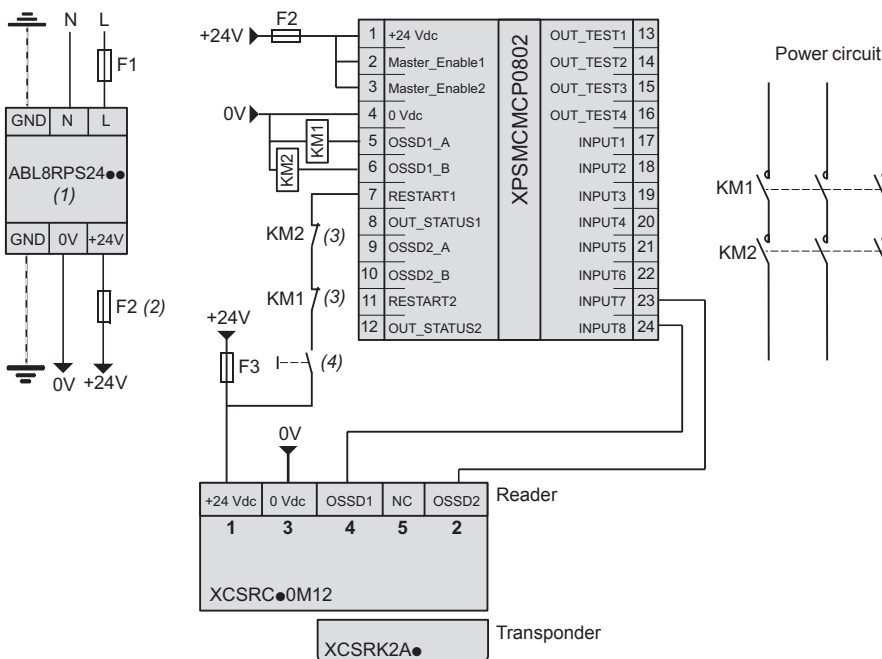 N L
F1
GND N L
ABL8RPS24●●
(1)
GND 0V +24V
F2 (2)
0V +24V
+24V F2
0V
KM1
KM2
KM2 (3)
KM1 (3)
+24V
F3
I (4)
0V
1 +24 Vdc
2 Master_Enable1
3 Master_Enable2
4 0 Vdc
5 OSSD1_A
6 OSSD1_B
7 RESTART1
8 OUT_STATUS1
9 OSSD2_A
10 OSSD2_B
11 RESTART2
12 OUT_STATUS2
XPSMCMCP0802
OUT_TEST1 13
OUT_TEST2 14
OUT_TEST3 15
OUT_TEST4 16
INPUT1 17
INPUT2 18
INPUT3 19
INPUT4 20
INPUT5 21
INPUT6 22
INPUT7 23
INPUT8 24
Power circuit
KM1
KM2
+24 Vdc 0 Vdc OSSD1 NC OSSD2
1 3 4 5 2
Reader
XCSRC●0M12
Transponder
XCSRK2A●